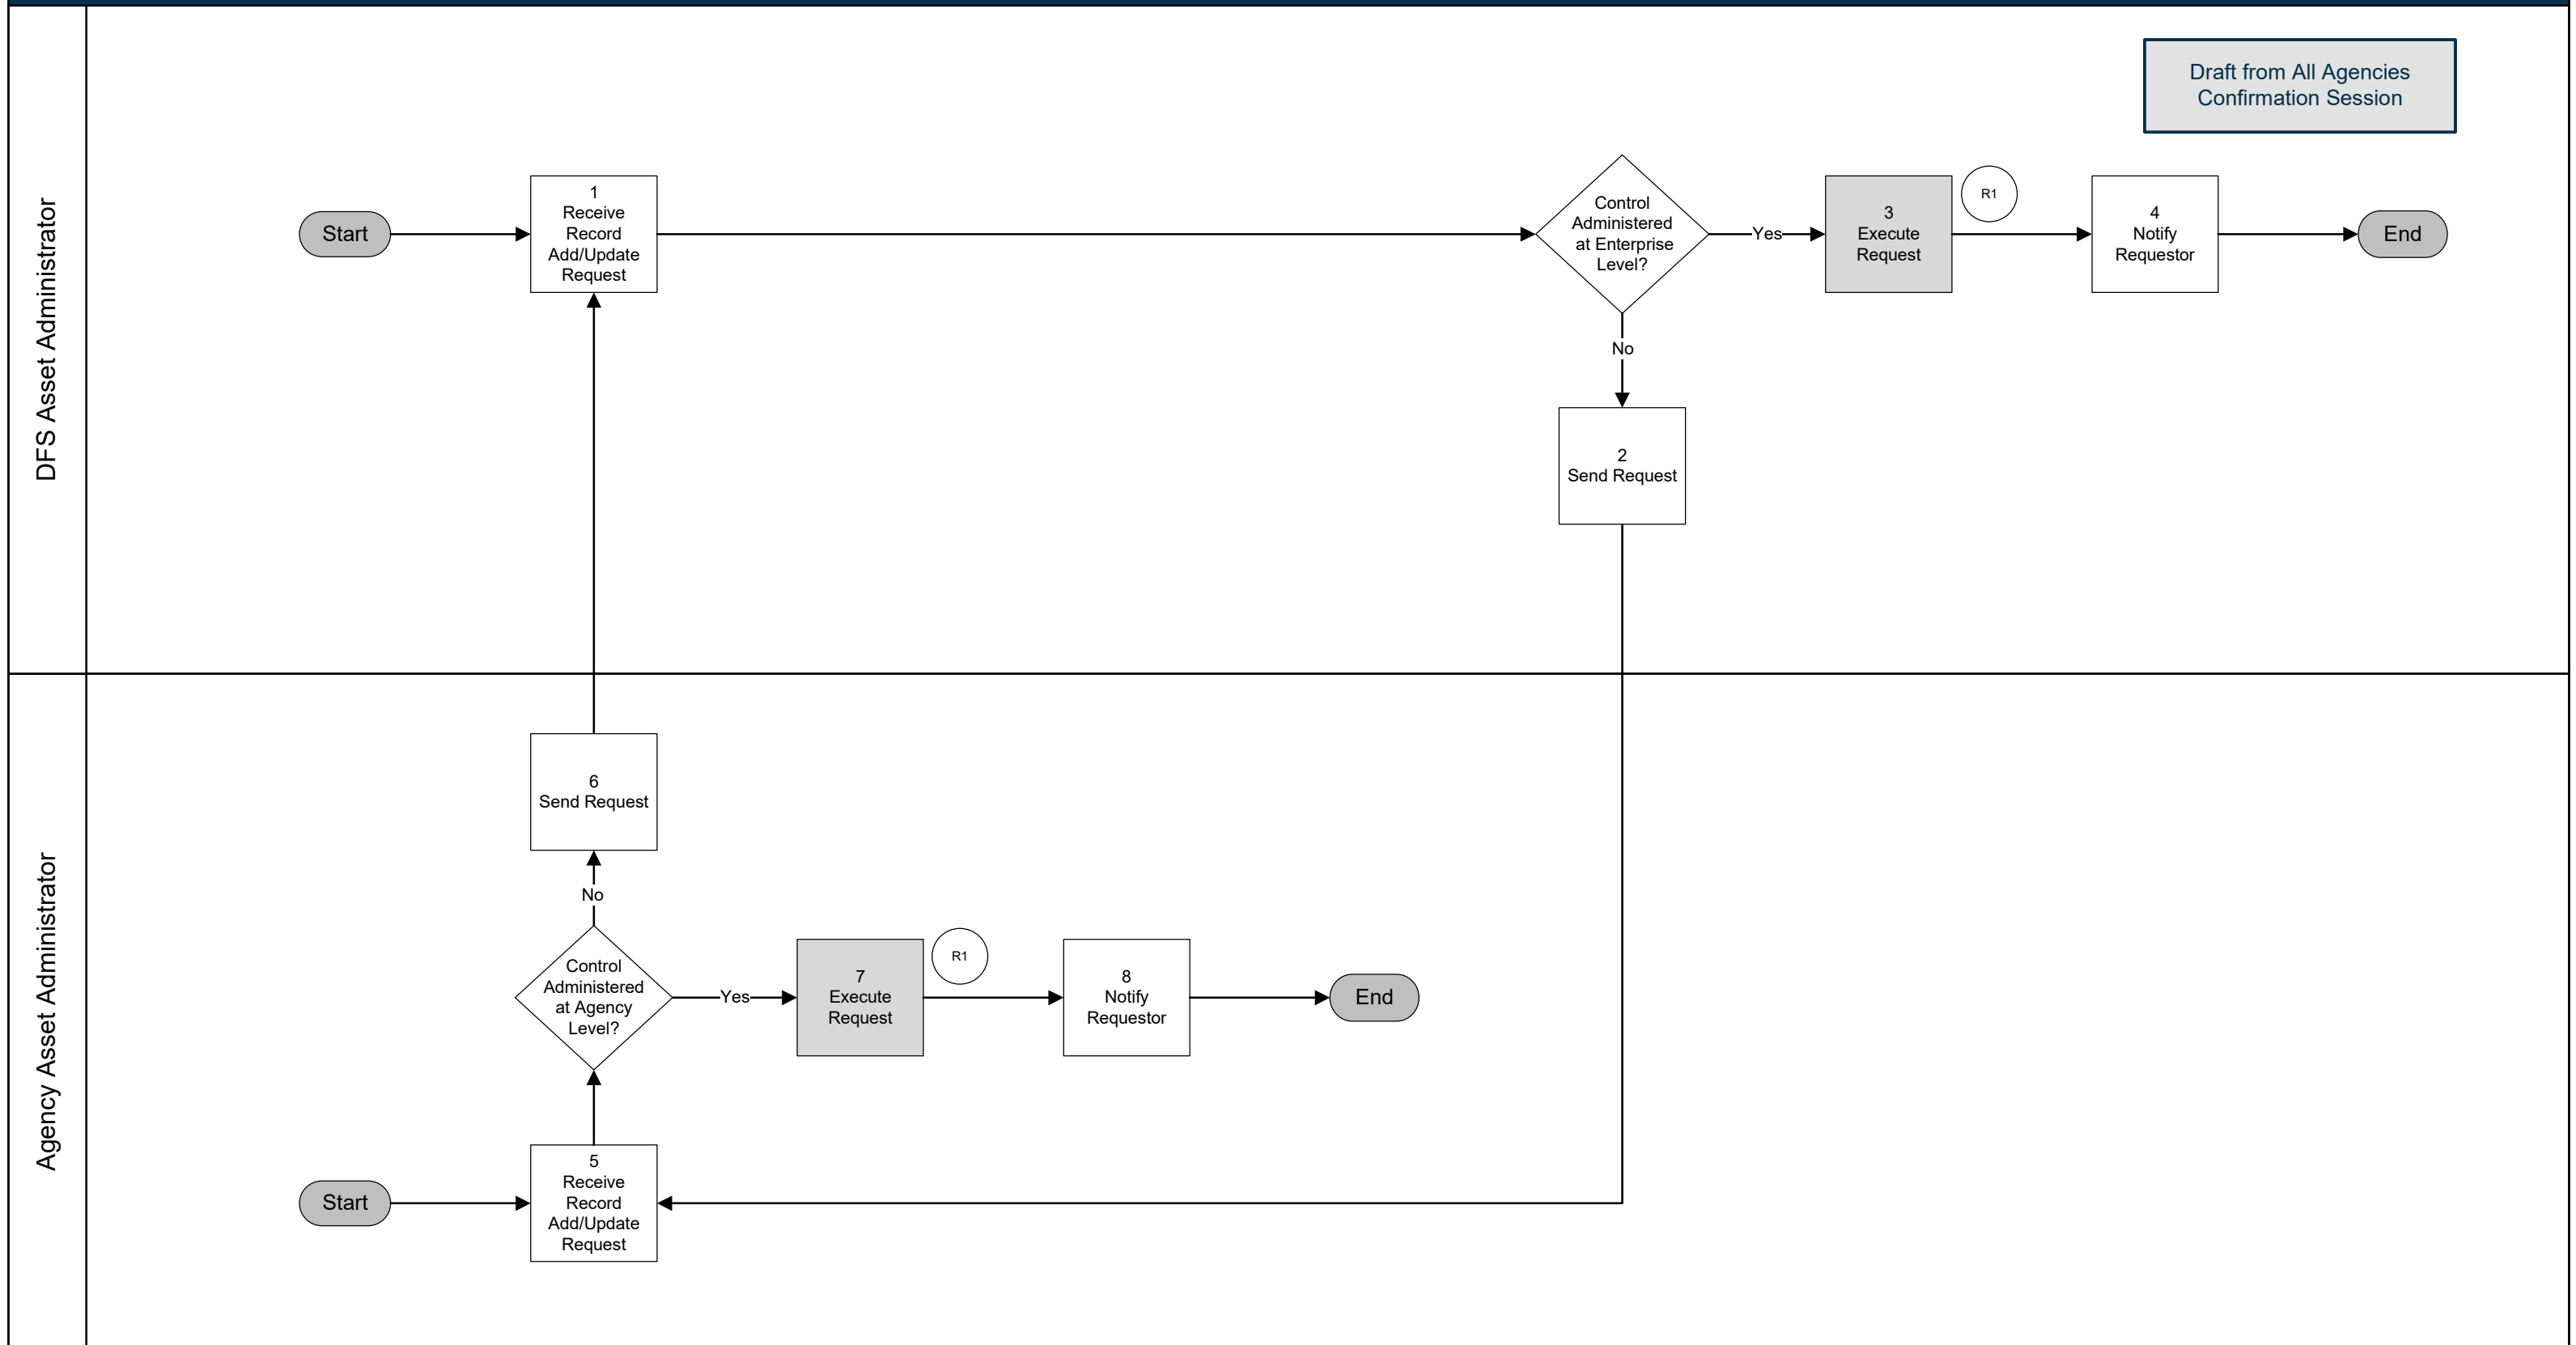 DFS Asset Administrator
Draft from All Agencies
Confirmation Session
Start
1
Receive
Record
Add/Update
Request
Control
Administered
at Enterprise
Level?
Yes
3
Execute
Request
R1
4
Notify
Requestor
End
No
2
Send Request
Agency Asset Administrator
6
Send Request
No
Control
Administered
at Agency
Level?
Yes
7
Execute
Request
R1
8
Notify
Requestor
End
Start
5
Receive
Record
Add/Update
Request